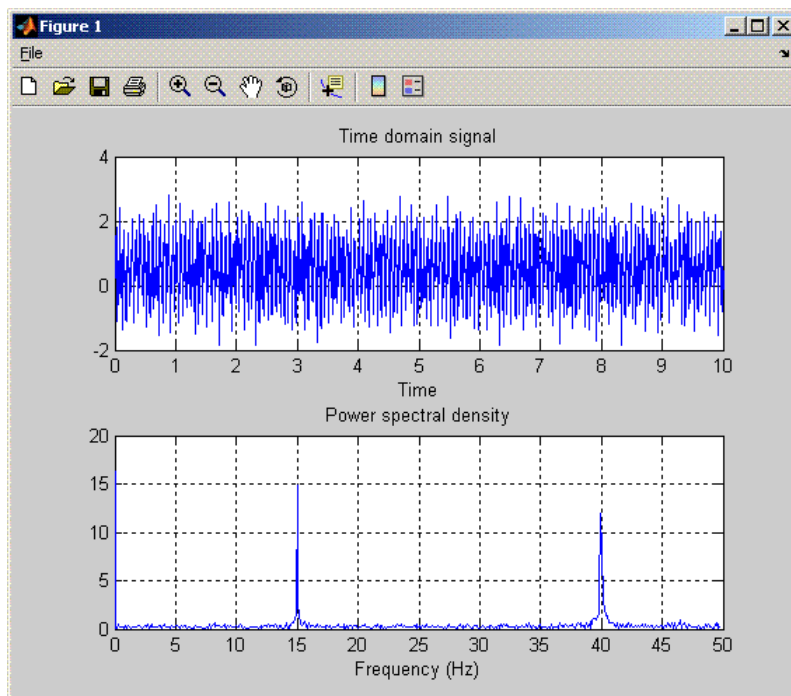 Figure 1
File
Time domain signal
4
2
0
-2
0 1 2 3 4 5 6 7 8 9 10
Time
Power spectral density
20
15
10
5
0
0 5 10 15 20 25 30 35 40 45 50
Frequency (Hz)